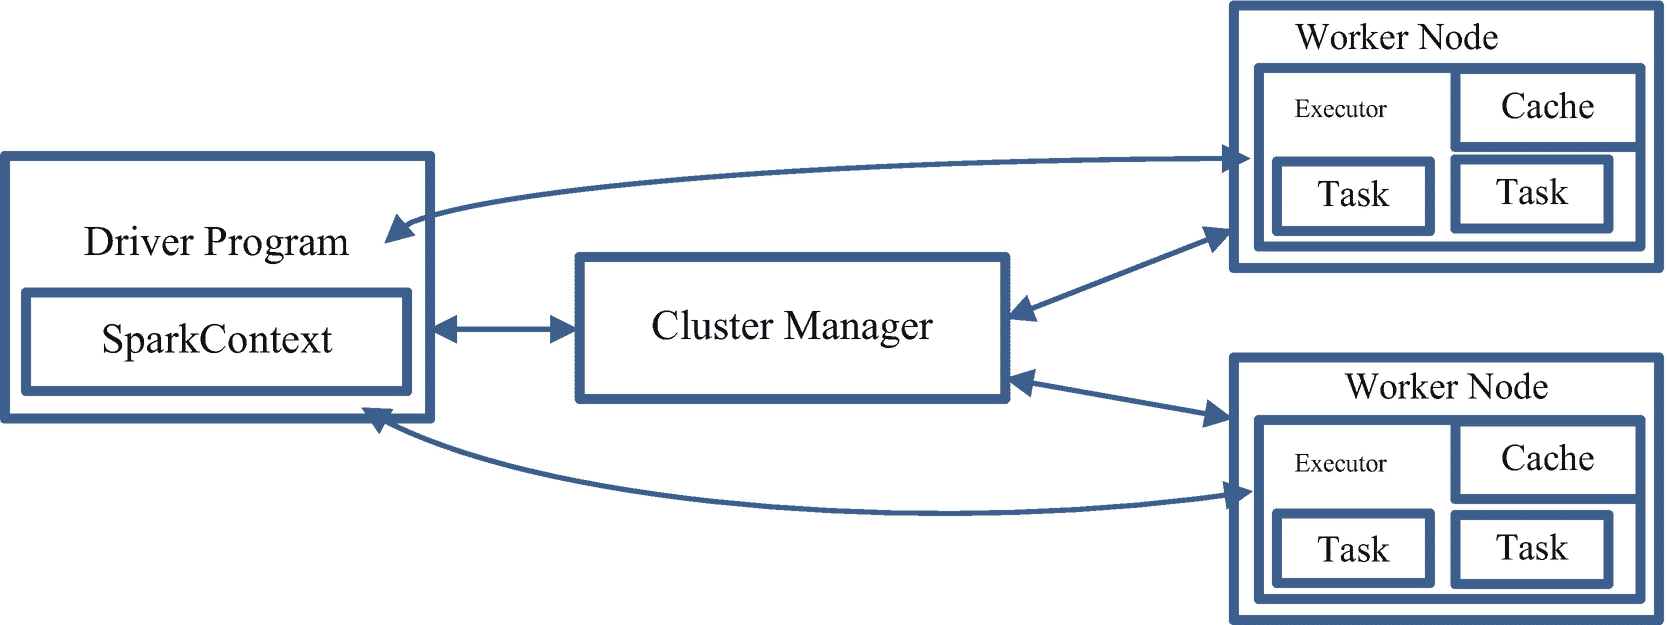 Driver Program
SparkContext
Cluster Manager
Worker Node
Executor
Cache
Task
Task
Worker Node
Executor
Cache
Task
Task